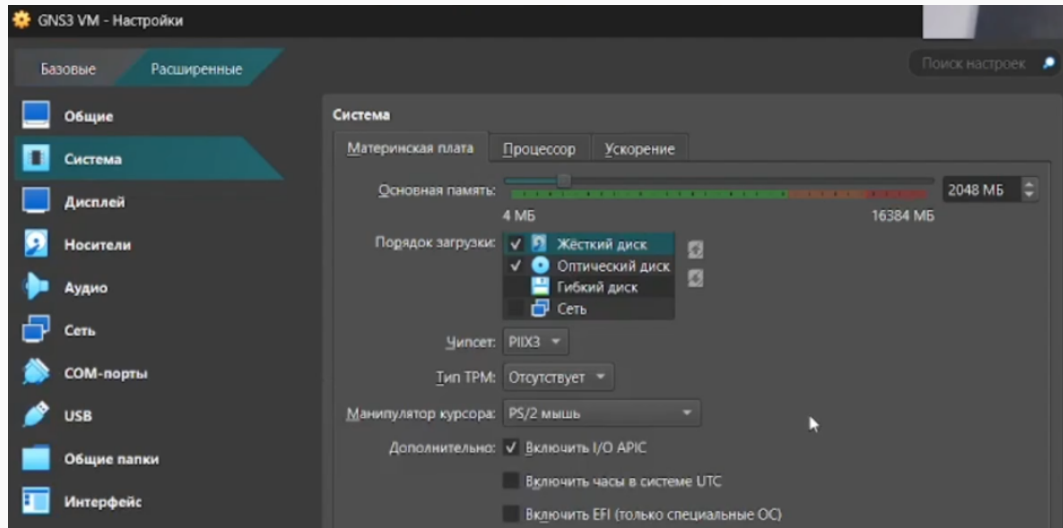 GNS3 VM - Настройки
Базовые
Расширенные
Поиск настроек
Общие
Система
Дисплей
Носители
Аудио
Сеть
COM-порты
USB
Общие папки
Интерфейс
Система
Материнская плата
Процессор
Ускорение
Основная память:
2048 МБ
4 МБ
16384 МБ
Порядок загрузки:
Жёсткий диск
Оптический диск
Гибкий диск
Сеть
Чипсет: PIIX3
Тип TPM: Отсутствует
Манипулятор курсора: PS/2 мышь
Дополнительно: Включить I/O APIC
Включить часы в системе UTC
Включить EFI (только специальные ОС)